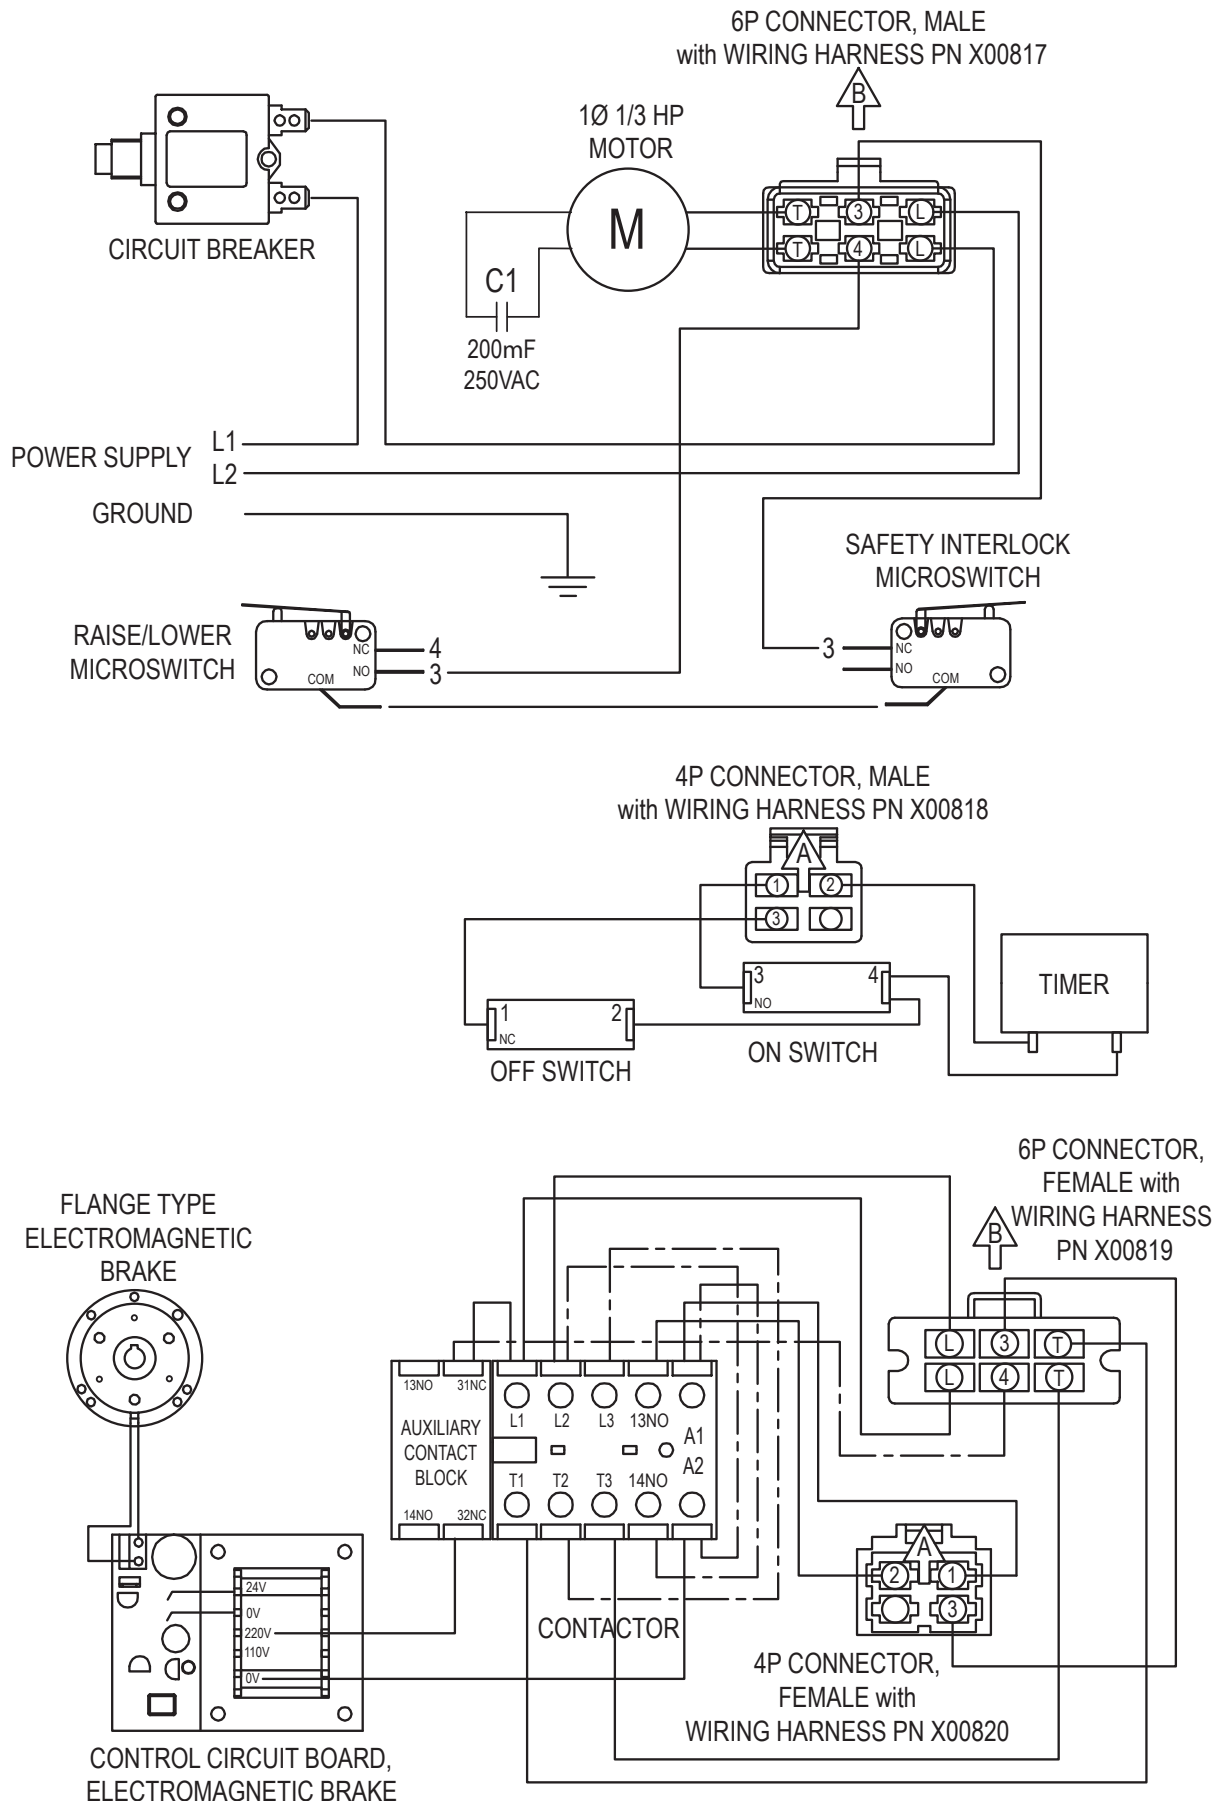 6P CONNECTOR, MALE
with WIRING HARNESS PN X00817
B
1Ø 1/3 HP
MOTOR
M
T
3
L
T
4
L
CIRCUIT BREAKER
C1
200mF
250VAC
POWER SUPPLY
L1
L2
GROUND
SAFETY INTERLOCK
MICROSWITCH
RAISE/LOWER
MICROSWITCH
NC
4
NO
3
COM
3
NC
NO
COM
4P CONNECTOR, MALE
with WIRING HARNESS PN X00818
A
1
2
3
3
4
NO
TIMER
1
2
NC
ON SWITCH
OFF SWITCH
6P CONNECTOR,
FEMALE with
WIRING HARNESS
PN X00819
B
FLANGE TYPE
ELECTROMAGNETIC
BRAKE
L
3
T
L
4
T
13NO
31NC
L1
L2
L3
13NO
A1
A2
AUXILIARY
CONTACT
BLOCK
T1
T2
T3
14NO
14NO
32NC
A
2
1
3
24V
0V
220V
110V
0V
CONTACTOR
4P CONNECTOR,
FEMALE with
WIRING HARNESS PN X00820
CONTROL CIRCUIT BOARD,
ELECTROMAGNETIC BRAKE